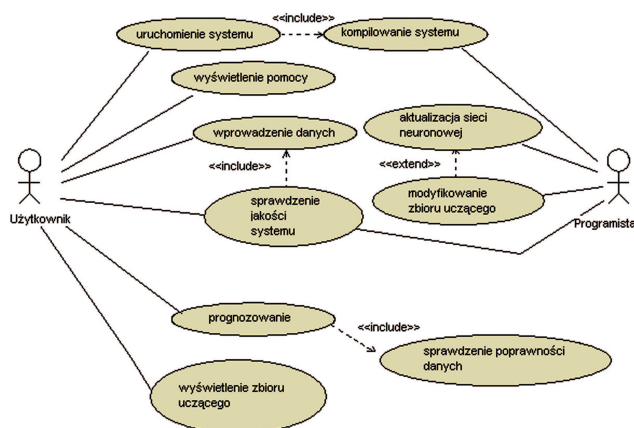 <<include>>
uruchomienie systemu
kompilowanie systemu
wyświetlenie pomocy
aktualizacja sieci
neuronowej
wprowadzenie danych
<<include>>
<<extend>>
sprawdzenie
jakości
systemu
modyfikowanie
zbioru uczącego
Użytkownik
Programista
prognozowanie
<<include>>
sprawdzenie poprawności
danych
wyświetlenie zbioru
uczącego